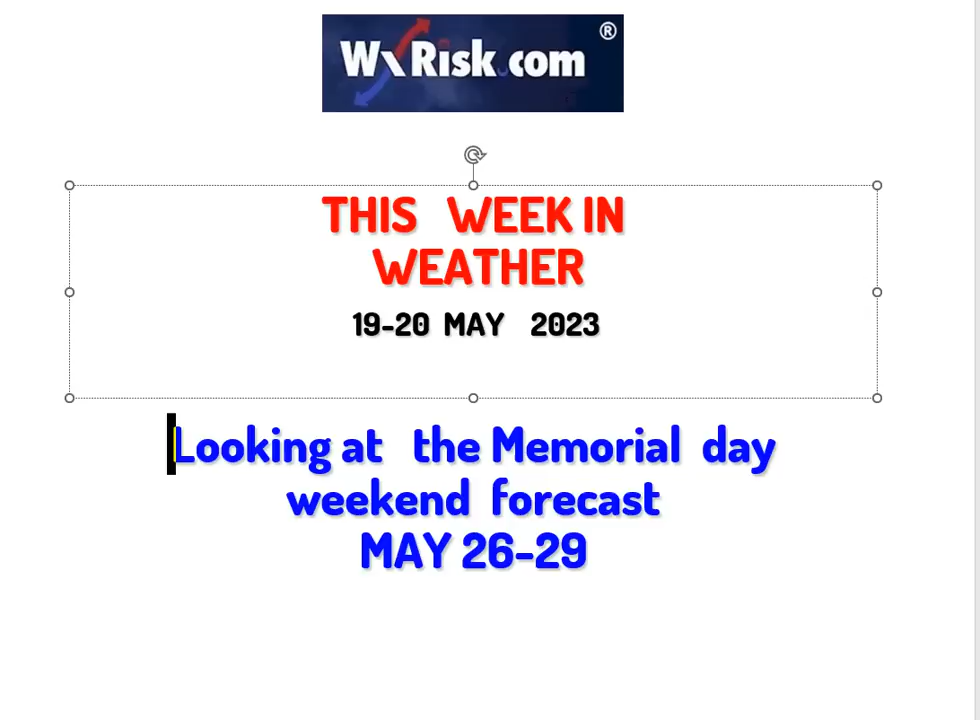 WxRisk.com ®
THIS WEEK IN
WEATHER
19-20 MAY 2023
Looking at the Memorial day
weekend forecast
MAY 26-29